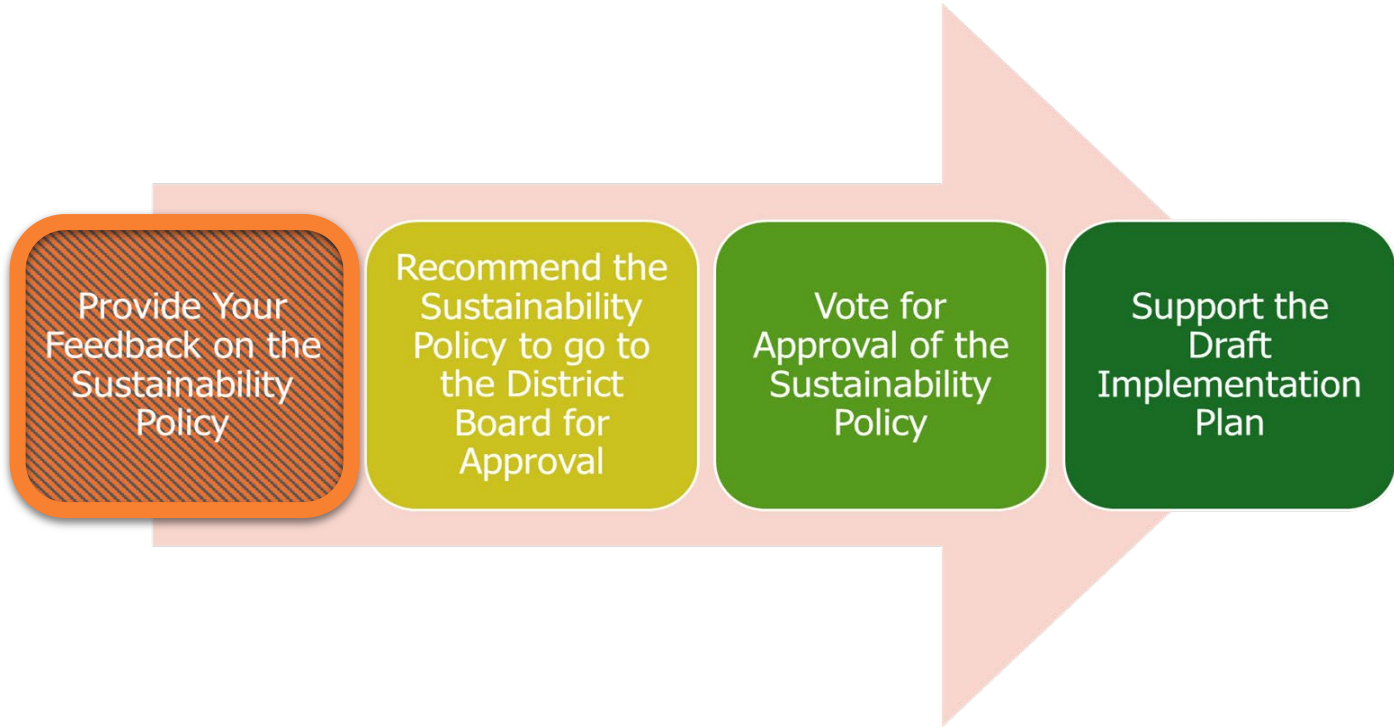 Provide Your
Feedback on the
Sustainability
Policy
Recommend the
Sustainability
Policy to go to
the District
Board for
Approval
Vote for
Approval of the
Sustainability
Policy
Support the
Draft
Implementation
Plan